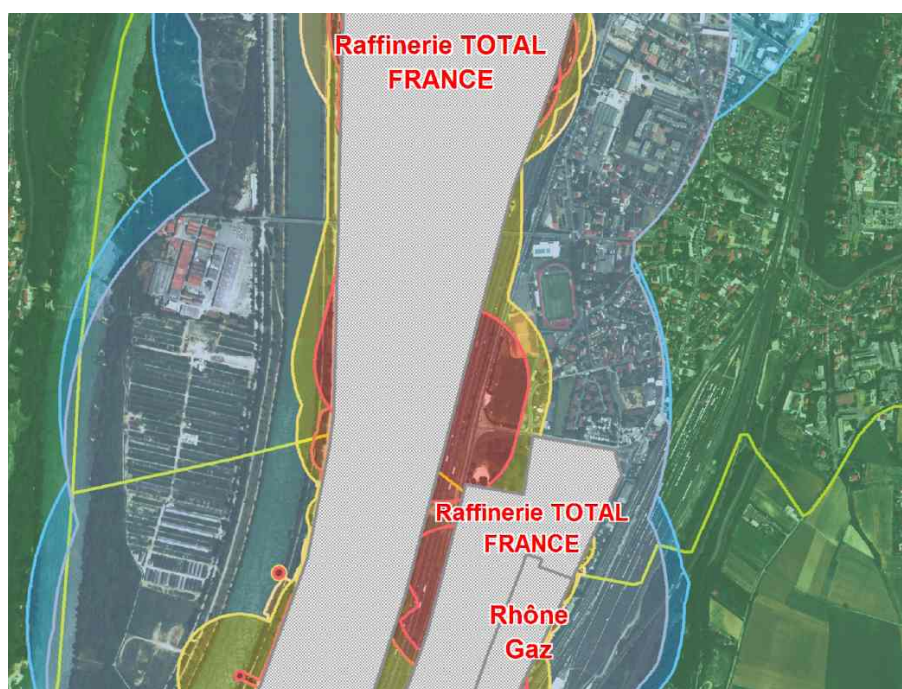 Raffinerie TOTAL
FRANCE
Raffinerie TOTAL
FRANCE
Rhône
Gaz